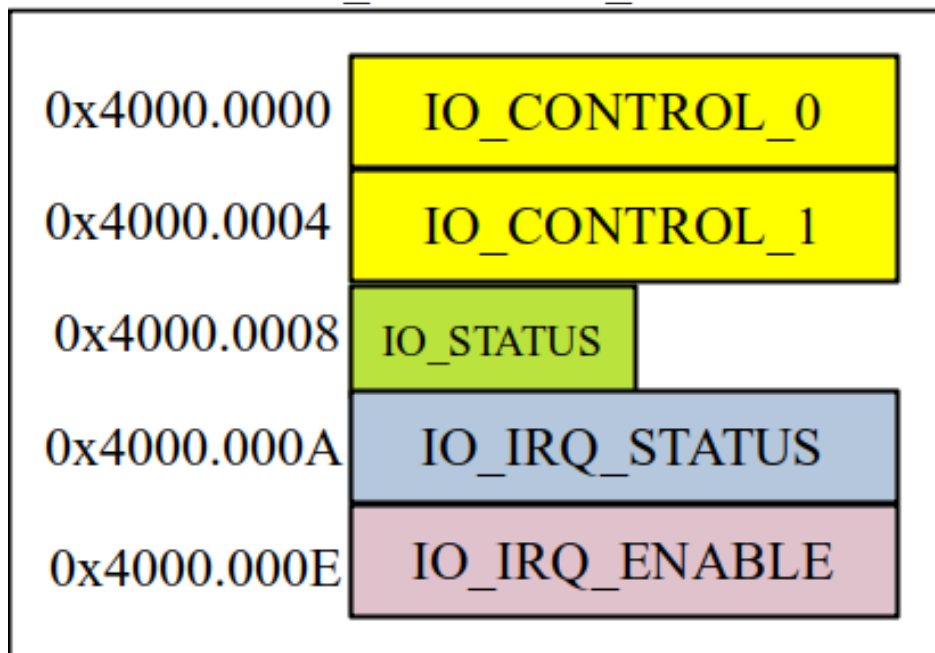 0x4000.0000 IO_CONTROL_0
0x4000.0004 IO_CONTROL_1
0x4000.0008 IO_STATUS
0x4000.000A IO_IRQ_STATUS
0x4000.000E IO_IRQ_ENABLE